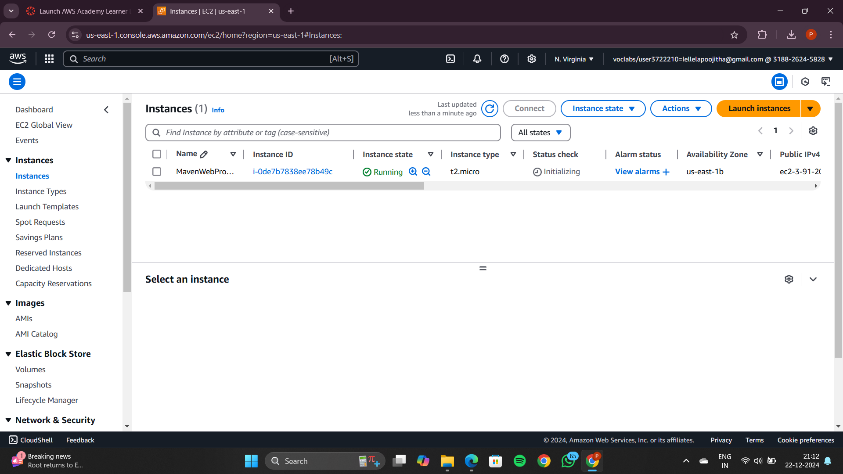 Launch AWS Academy Learner
Instances | EC2 | us-east-1
us-east-1.console.aws.amazon.com/ec2/home?region=us-east-1#Instances:
aws
Search [Alt+S]
N. Virginia
voclabs/user3722210=lellelapoojitha@gmail.com @ 3188-2624-5828
Dashboard
EC2 Global View
Events
Instances
Instances
Instance Types
Launch Templates
Spot Requests
Savings Plans
Reserved Instances
Dedicated Hosts
Capacity Reservations
Images
AMIs
AMI Catalog
Elastic Block Store
Volumes
Snapshots
Lifecycle Manager
Network & Security
Instances (1) Info
Last updated
less than a minute ago
Connect
Instance state
Actions
Launch instances
Find Instance by attribute or tag (case-sensitive)
All states
1
Name Instance ID Instance state Instance type Status check Alarm status Availability Zone Public IPv4
MavenWebPro... i-0de7b7838ee78b49c Running t2.micro Initializing View alarms + us-east-1b ec2-3-91-20
Select an instance
CloudShell Feedback
© 2024, Amazon Web Services, Inc. or its affiliates. Privacy Terms Cookie preferences
Breaking news
Root returns to E...
Search
ENG
IN
21:12
22-12-2024